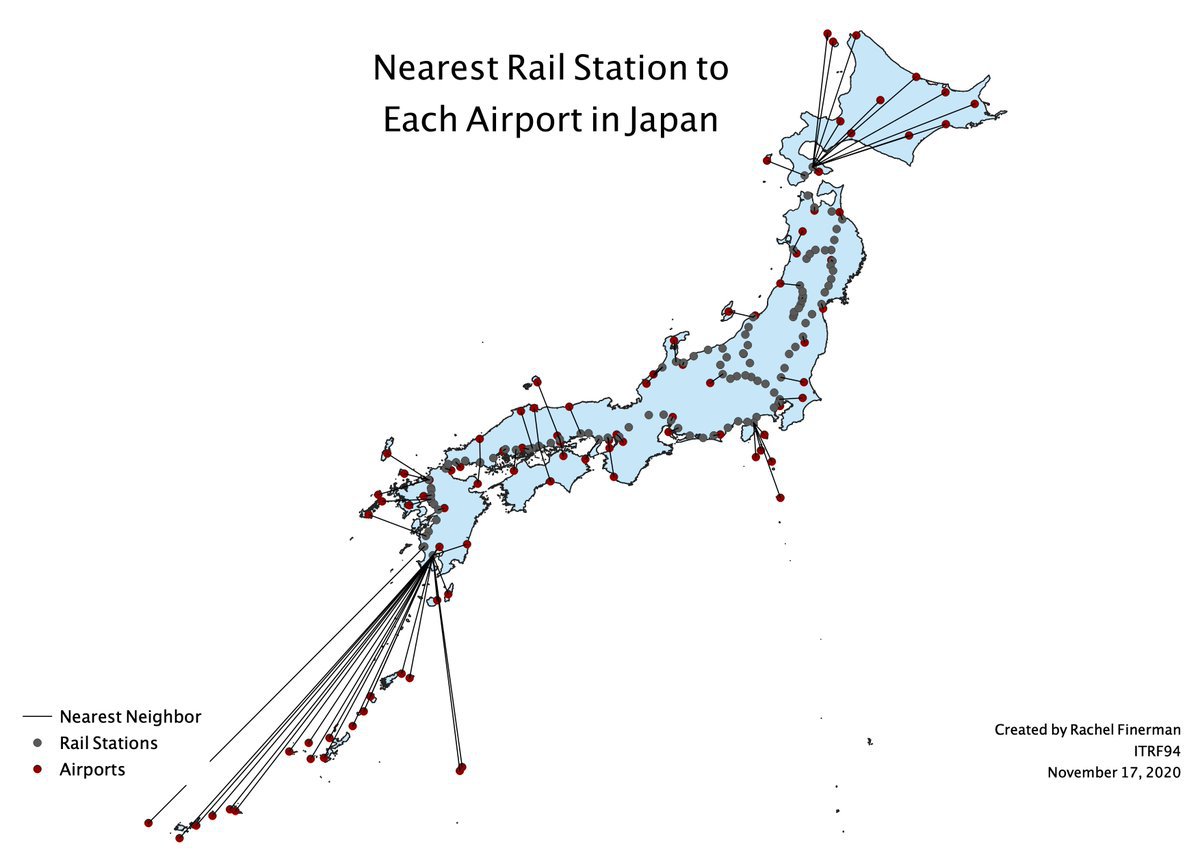 Nearest Rail Station to
Each Airport in Japan
Nearest Neighbor
Rail Stations
Airports
Created by Rachel Finerman
ITRF94
November 17, 2020